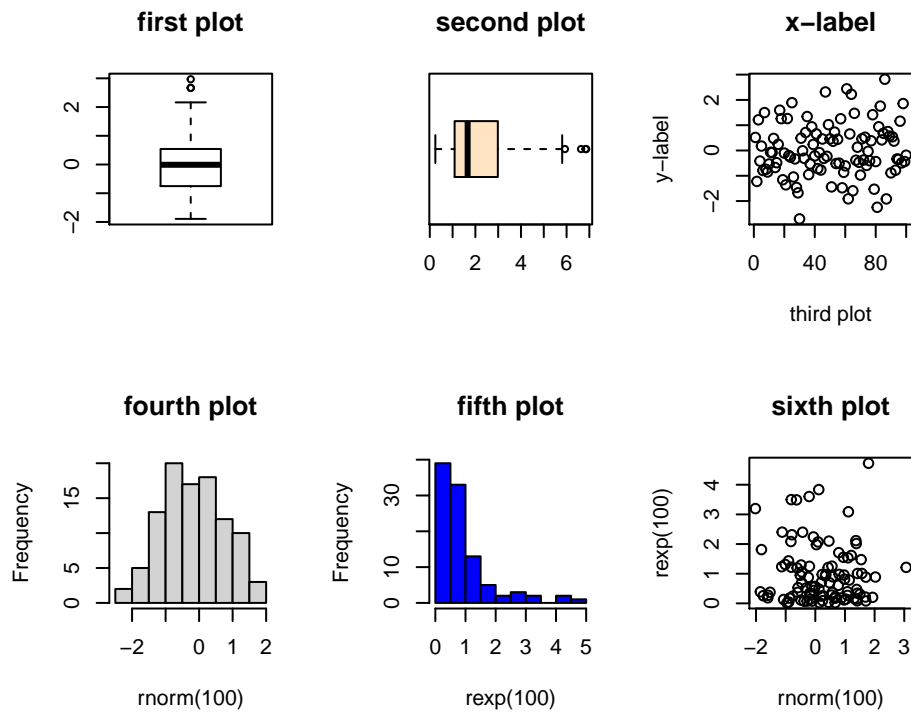 first plot
second plot
x−label
2
0
−2
0 2 4 6
y−label
2
0
−2
0 40 80
third plot
fourth plot
fifth plot
sixth plot
Frequency
15
5
0
−2 0 1 2
rnorm(100)
Frequency
30
10
0
0 1 2 3 4 5
rexp(100)
rexp(100)
4
3
2
1
0
−2 0 1 2 3
rnorm(100)